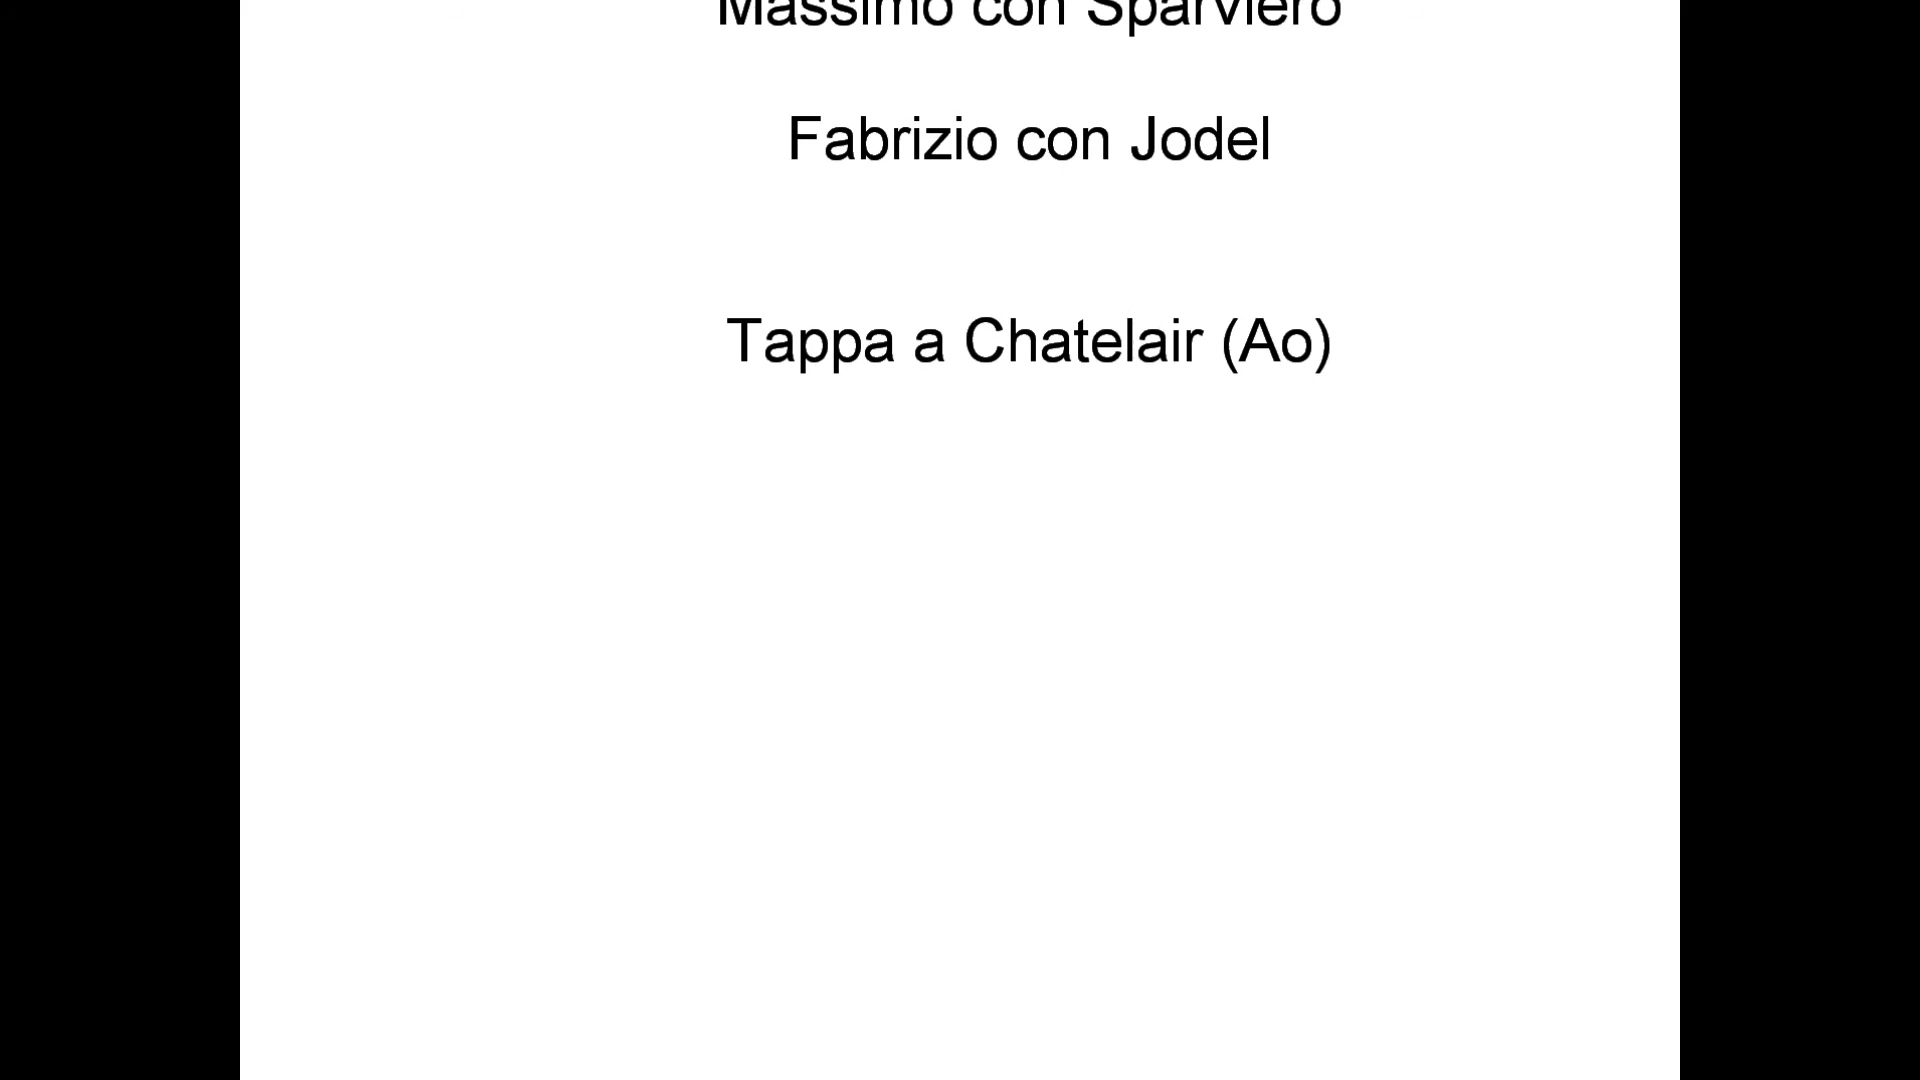 Massimo con Sparviero
Fabrizio con Jodel
Tappa a Chatelair (Ao)